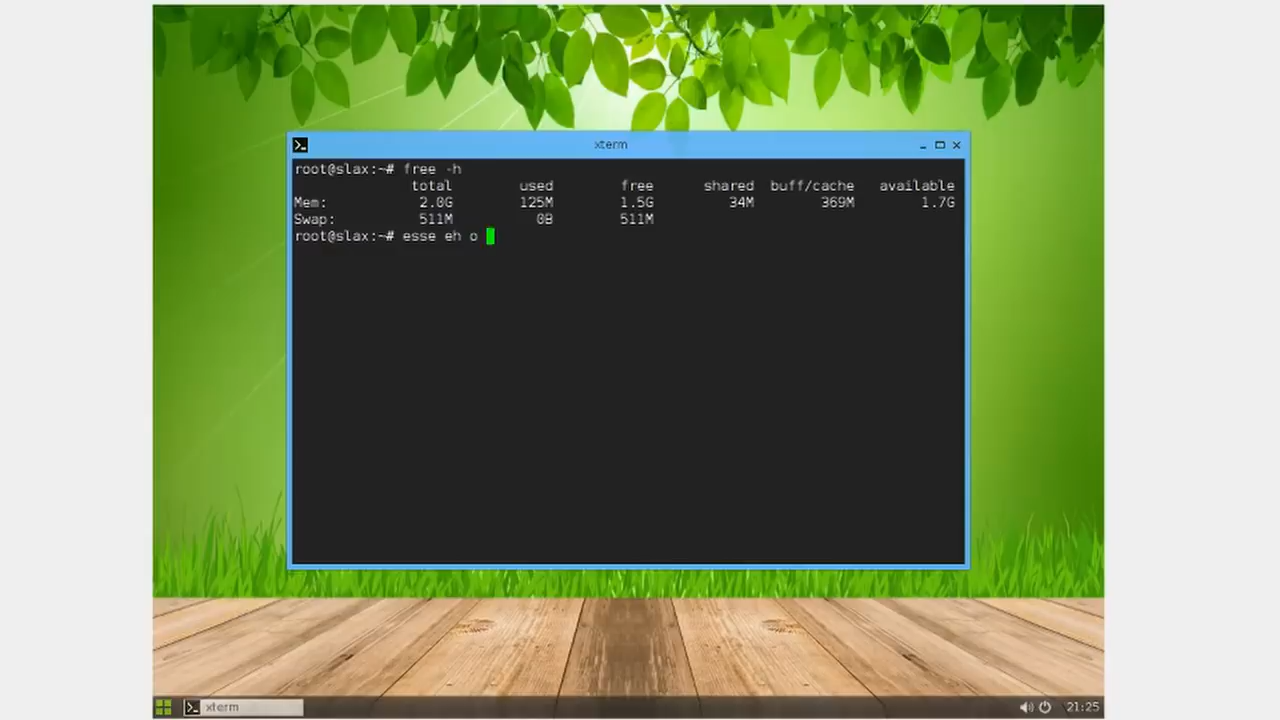 xterm
root@slax:~# free -h
total used free shared buff/cache available
Mem: 2.0G 125M 1.5G 34M 369M 1.7G
Swap: 511M 0B 511M
root@slax:~# esse eh o
xterm
21:25